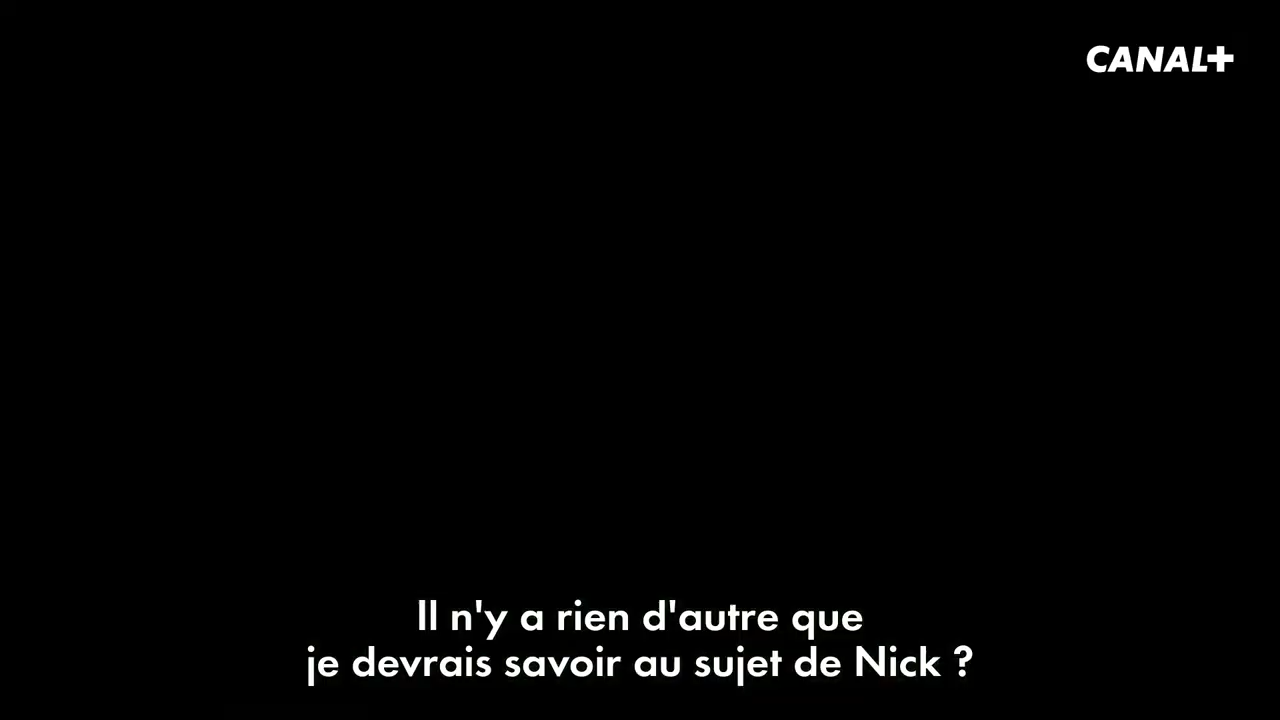 CANAL+
Il n'y a rien d'autre que
je devrais savoir au sujet de Nick ?